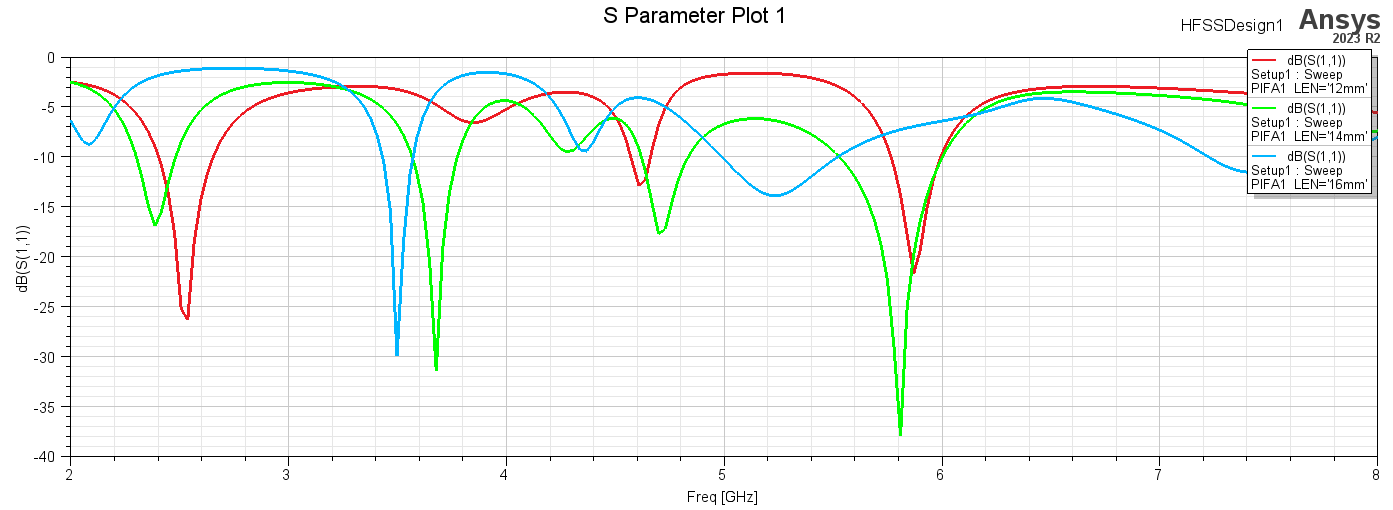 S Parameter Plot 1
HFSSDesign1
Ansys
2023 R2
dB(S(1,1))
Setup1 : Sweep
PIFA1_LEN='12mm'
dB(S(1,1))
Setup1 : Sweep
PIFA1_LEN='14mm'
dB(S(1,1))
Setup1 : Sweep
PIFA1_LEN='16mm'
0
-5
-10
-15
-20
-25
-30
-35
-40
dB(S(1,1))
2 3 4 5 6 7 8
Freq [GHz]